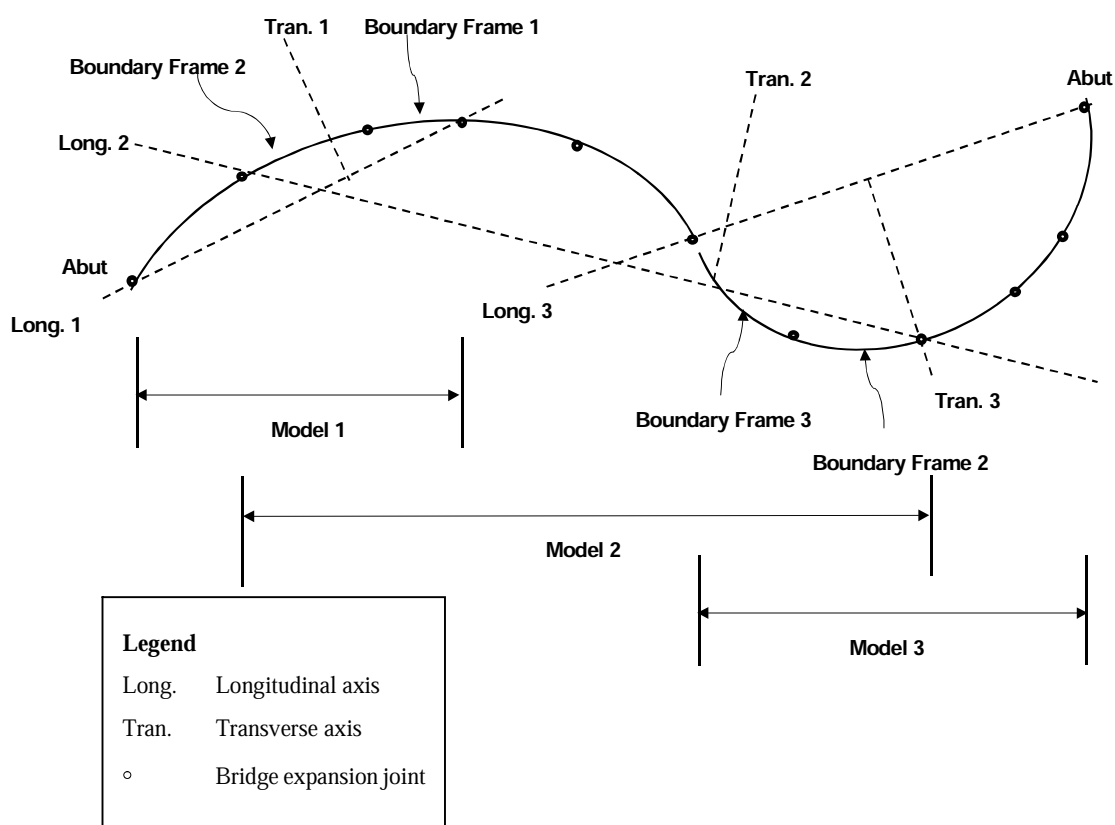 Tran. 1
Boundary Frame 1
Boundary Frame 2
Tran. 2
Abut
Long. 2
Abut
Long. 3
Long. 1
Tran. 3
Boundary Frame 3
Model 1
Boundary Frame 2
Model 2
Model 3
Legend
Long. Longitudinal axis
Tran. Transverse axis
Bridge expansion joint